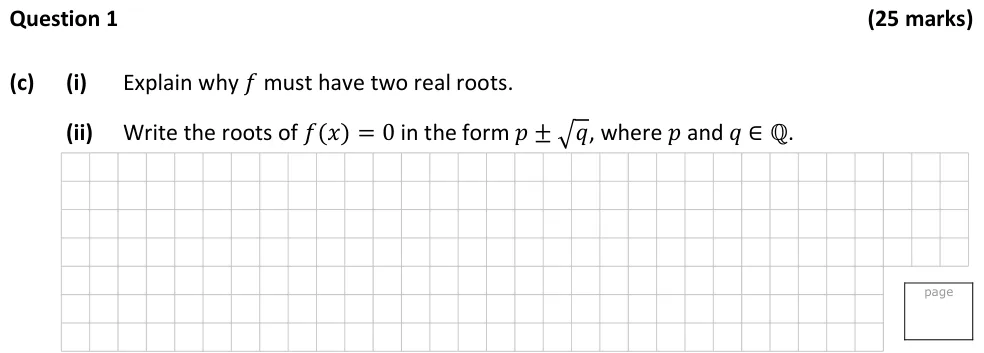 Question 1 (25 marks)
(c) (i) Explain why f must have two real roots.
(ii) Write the roots of f(x) = 0 in the form p ± √q, where p and q ∈ ℚ.
page